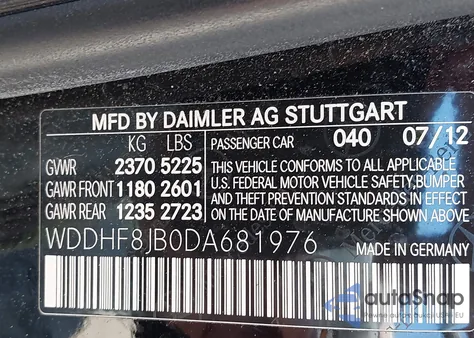 MFD BY DAIMLER AG STUTTGART
KG LBS PASSENGER CAR 040 07/12
GVWR 2370 5225 THIS VEHICLE CONFORMS TO ALL APPLICABLE
GAWR FRONT 1180 2601 U.S. FEDERAL MOTOR VEHICLE SAFETY, BUMPER
GAWR REAR 1235 2723 AND THEFT PREVENTION STANDARDS IN EFFECT
ON THE DATE OF MANUFACTURE SHOWN ABOVE.
WDDHF8JB0DA681976 MADE IN GERMANY
autoSnap